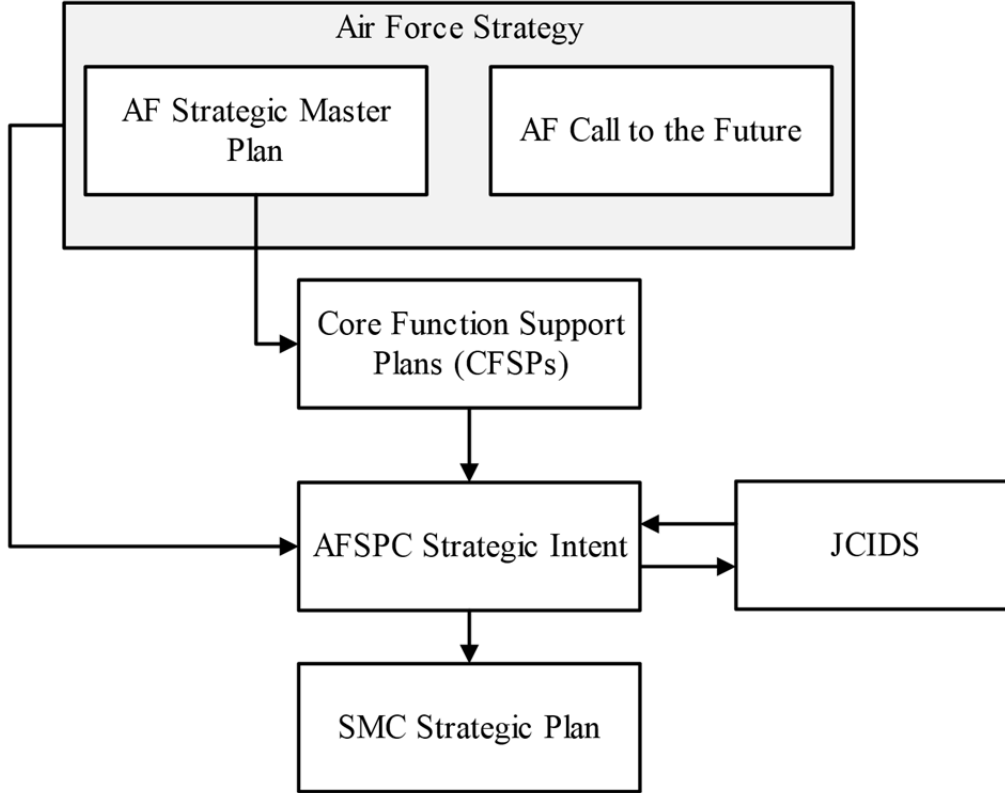 Air Force Strategy
AF Strategic Master
Plan
AF Call to the Future
Core Function Support
Plans (CFSPs)
AFSPC Strategic Intent
JCIDS
SMC Strategic Plan